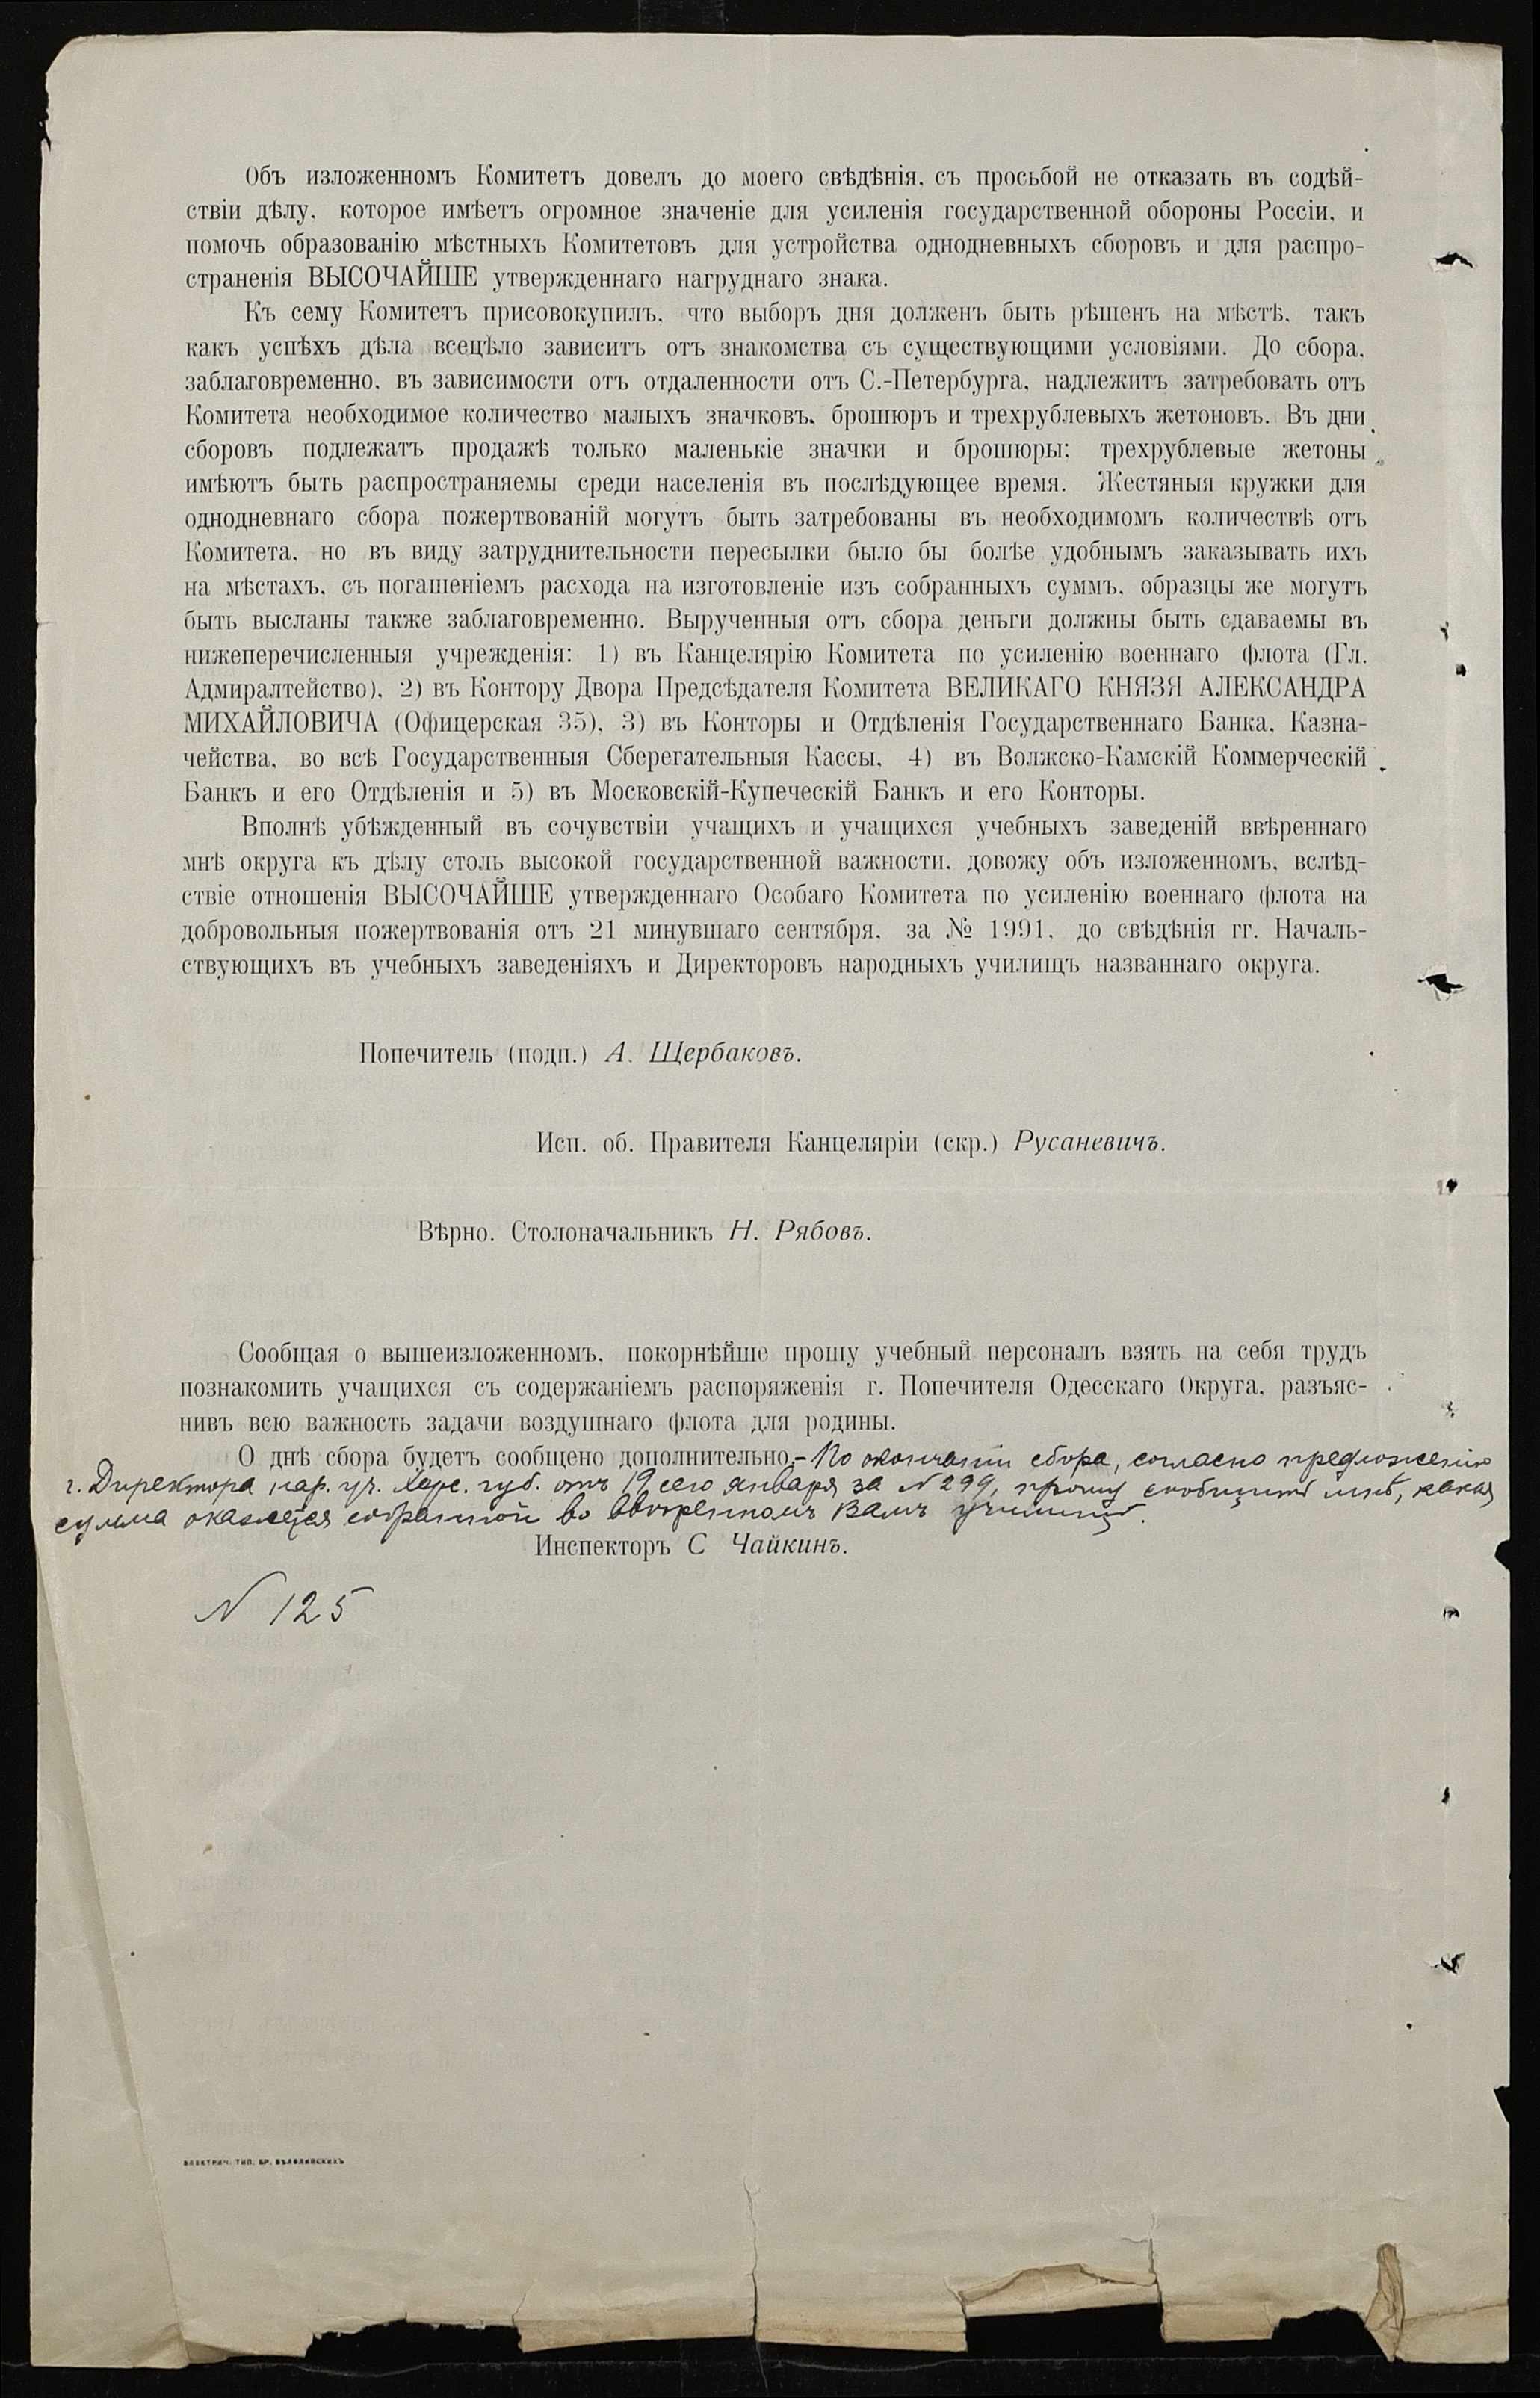 Объ изложенномъ Комитетъ довелъ до моего свѣдѣнія, съ просьбой не отказать въ содѣй-
ствіи дѣлу, которое имѣетъ огромное значеніе для усиленія государственной обороны Россіи, и
помочь образованію мѣстныхъ Комитетовъ для устройства однодневныхъ сборовъ и для распро-
страненія ВЫСОЧАЙШЕ утвержденнаго нагруднаго знака.
Къ сему Комитетъ присовокупилъ, что выборъ дня долженъ быть рѣшенъ на мѣстѣ, такъ
какъ успѣхъ дѣла всецѣло зависитъ отъ знакомства съ существующими условіями. До сбора,
заблаговременно, въ зависимости отъ отдаленности отъ С.-Петербурга, надлежитъ затребовать отъ
Комитета необходимое количество малыхъ значковъ, брошюръ и трехрублевыхъ жетоновъ. Въ дни
сборовъ подлежатъ продажѣ только маленькіе значки и брошюры; трехрублевые жетоны
имѣютъ быть распространяемы среди населенія въ послѣдующее время. Жестяныя кружки для
однодневнаго сбора пожертвованій могутъ быть затребованы въ необходимомъ количествѣ отъ
Комитета, но въ виду затруднительности пересылки было бы болѣе удобнымъ заказывать ихъ
на мѣстахъ, съ погашеніемъ расхода на изготовленіе изъ собранныхъ суммъ, образцы же могутъ
быть высланы также заблаговременно. Вырученныя отъ сбора деньги должны быть сдаваемы въ
нижеперечисленныя учрежденія: 1) въ Канцелярію Комитета по усиленію военнаго флота (Гл.
Адмиралтейство), 2) въ Контору Двора Предсѣдателя Комитета ВЕЛИКАГО КНЯЗЯ АЛЕКСАНДРА
МИХАЙЛОВИЧА (Офицерская 35), 3) въ Конторы и Отдѣленія Государственнаго Банка, Казна-
чейства, во всѣ Государственныя Сберегательныя Кассы, 4) въ Волжско-Камскій Коммерческій
Банкъ и его Отдѣленія и 5) въ Московскій-Купеческій Банкъ и его Конторы.
Вполнѣ убѣжденный въ сочувствіи учащихъ и учащихся учебныхъ заведеній ввѣреннаго
мнѣ округа къ дѣлу столь высокой государственной важности, довожу объ изложенномъ, вслѣд-
ствіе отношенія ВЫСОЧАЙШЕ утвержденнаго Особаго Комитета по усиленію военнаго флота на
добровольныя пожертвованія отъ 21 минувшаго сентября, за № 1991, до свѣдѣнія гг. Началь-
ствующихъ въ учебныхъ заведеніяхъ и Директоровъ народныхъ училищъ названнаго округа.
Попечитель (подп.) А. Щербаковъ.
Исп. об. Правителя Канцеляріи (скр.) Русаневичъ.
Вѣрно. Столоначальникъ Н. Рябовъ.
Сообщая о вышеизложенномъ, покорнѣйше прошу учебный персоналъ взять на себя трудъ
познакомить учащихся съ содержаніемъ распоряженія г. Попечителя Одесскаго Округа, разъяс-
нивъ всю важность задачи воздушнаго флота для родины.
О днѣ сбора будетъ сообщено дополнительно.- По окончаніи сбора, согласно предложенію
г. Директора нар. уч. Херс. губ. отъ 19 сего января за № 299, прошу сообщить мнѣ, какая
сумма окажется собранной во ввѣренномъ Вамъ училищѣ.
Инспекторъ С Чайкинъ.
№ 125
ЭЛЕКТРИЧ. ТИП. БР. БѢЛОЛИПСКИХЪ